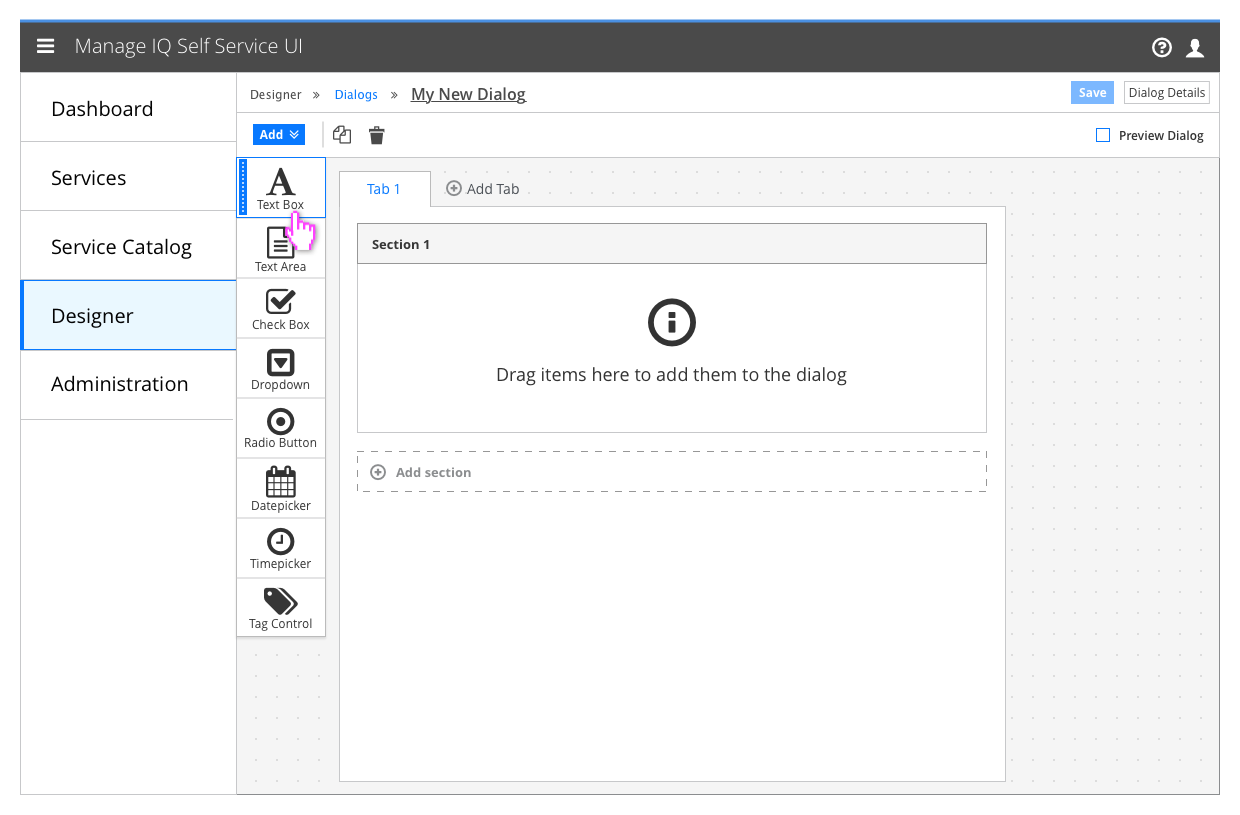 Manage IQ Self Service UI
Dashboard
Services
Service Catalog
Designer
Administration
Designer » Dialogs » My New Dialog
Save
Dialog Details
Add
Preview Dialog
Text Box
Text Area
Check Box
Dropdown
Radio Button
Datepicker
Timepicker
Tag Control
Tab 1
Add Tab
Section 1
Drag items here to add them to the dialog
Add section